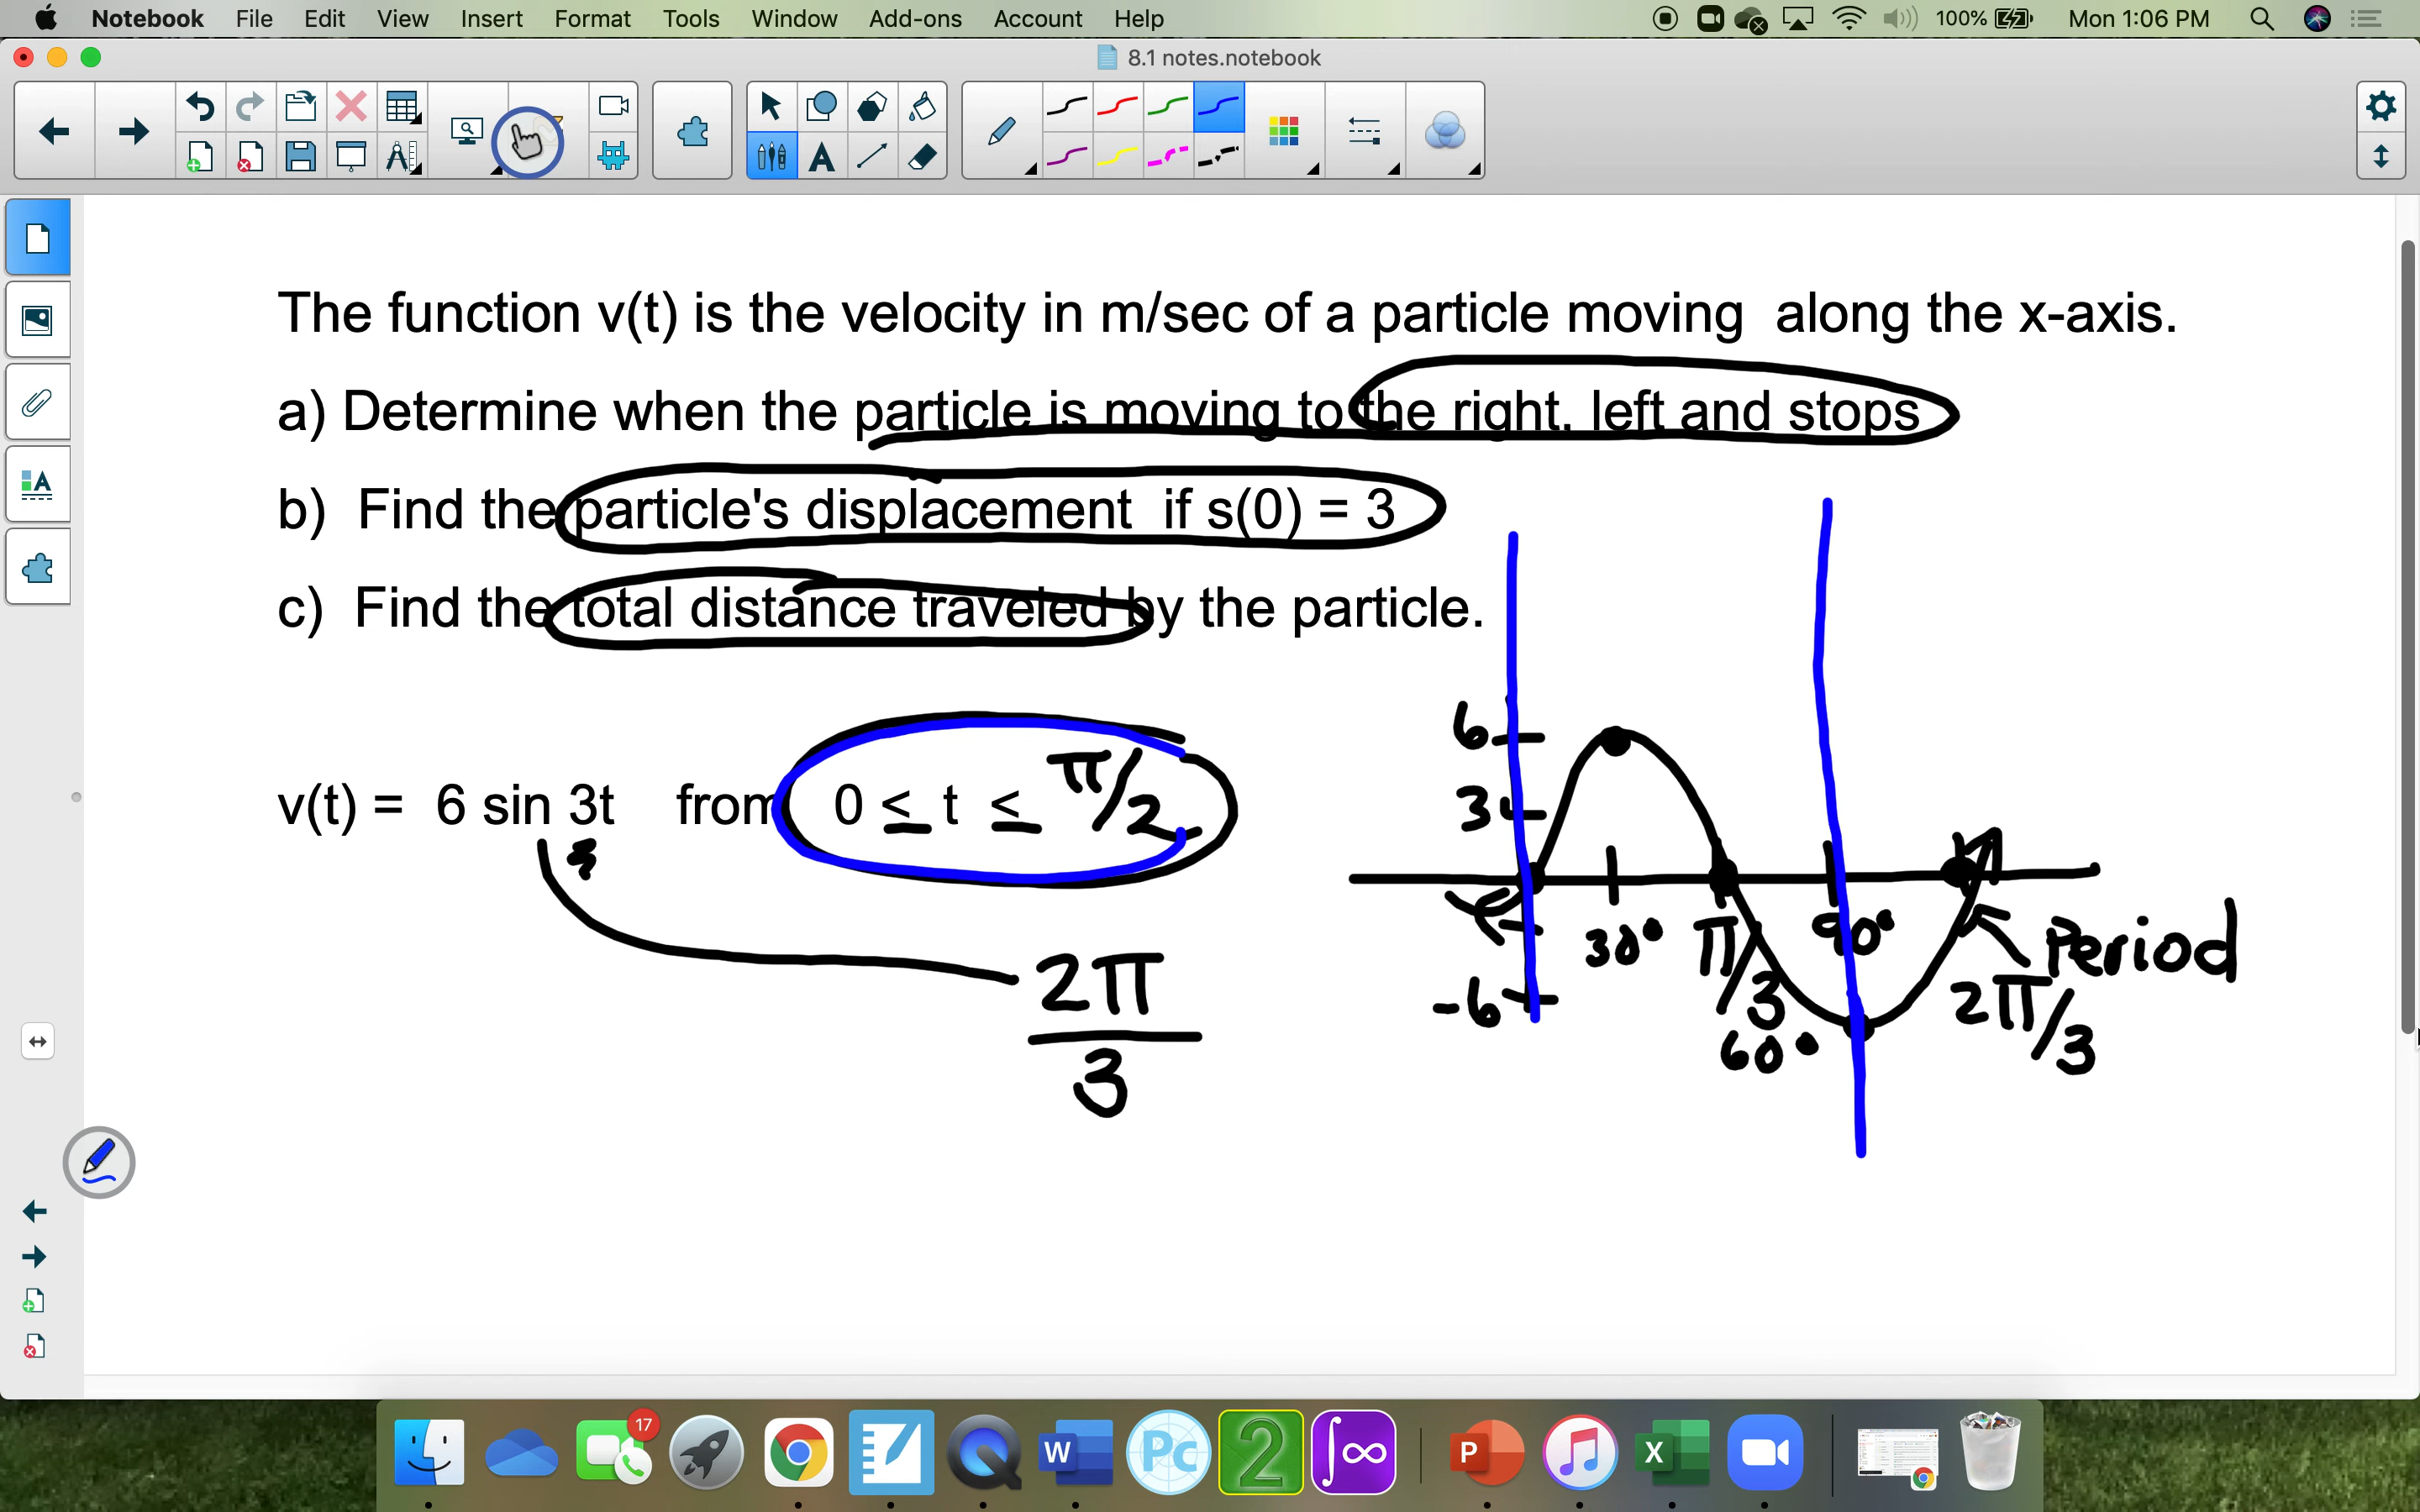 Notebook File Edit View Insert Format Tools Window Add-ons Account Help 100% Mon 1:06 PM
8.1 notes.notebook
The function v(t) is the velocity in m/sec of a particle moving along the x-axis.
a) Determine when the particle is moving to the right, left and stops
b) Find the particle's displacement if s(0) = 3
c) Find the total distance traveled by the particle.
v(t) = 6 sin 3t from 0 ≤ t ≤ π/2
3
2π
3
6
3
-6
30° π/3 90° Period
60° 2π/3
17
W Pc 2 ∫∞ P X